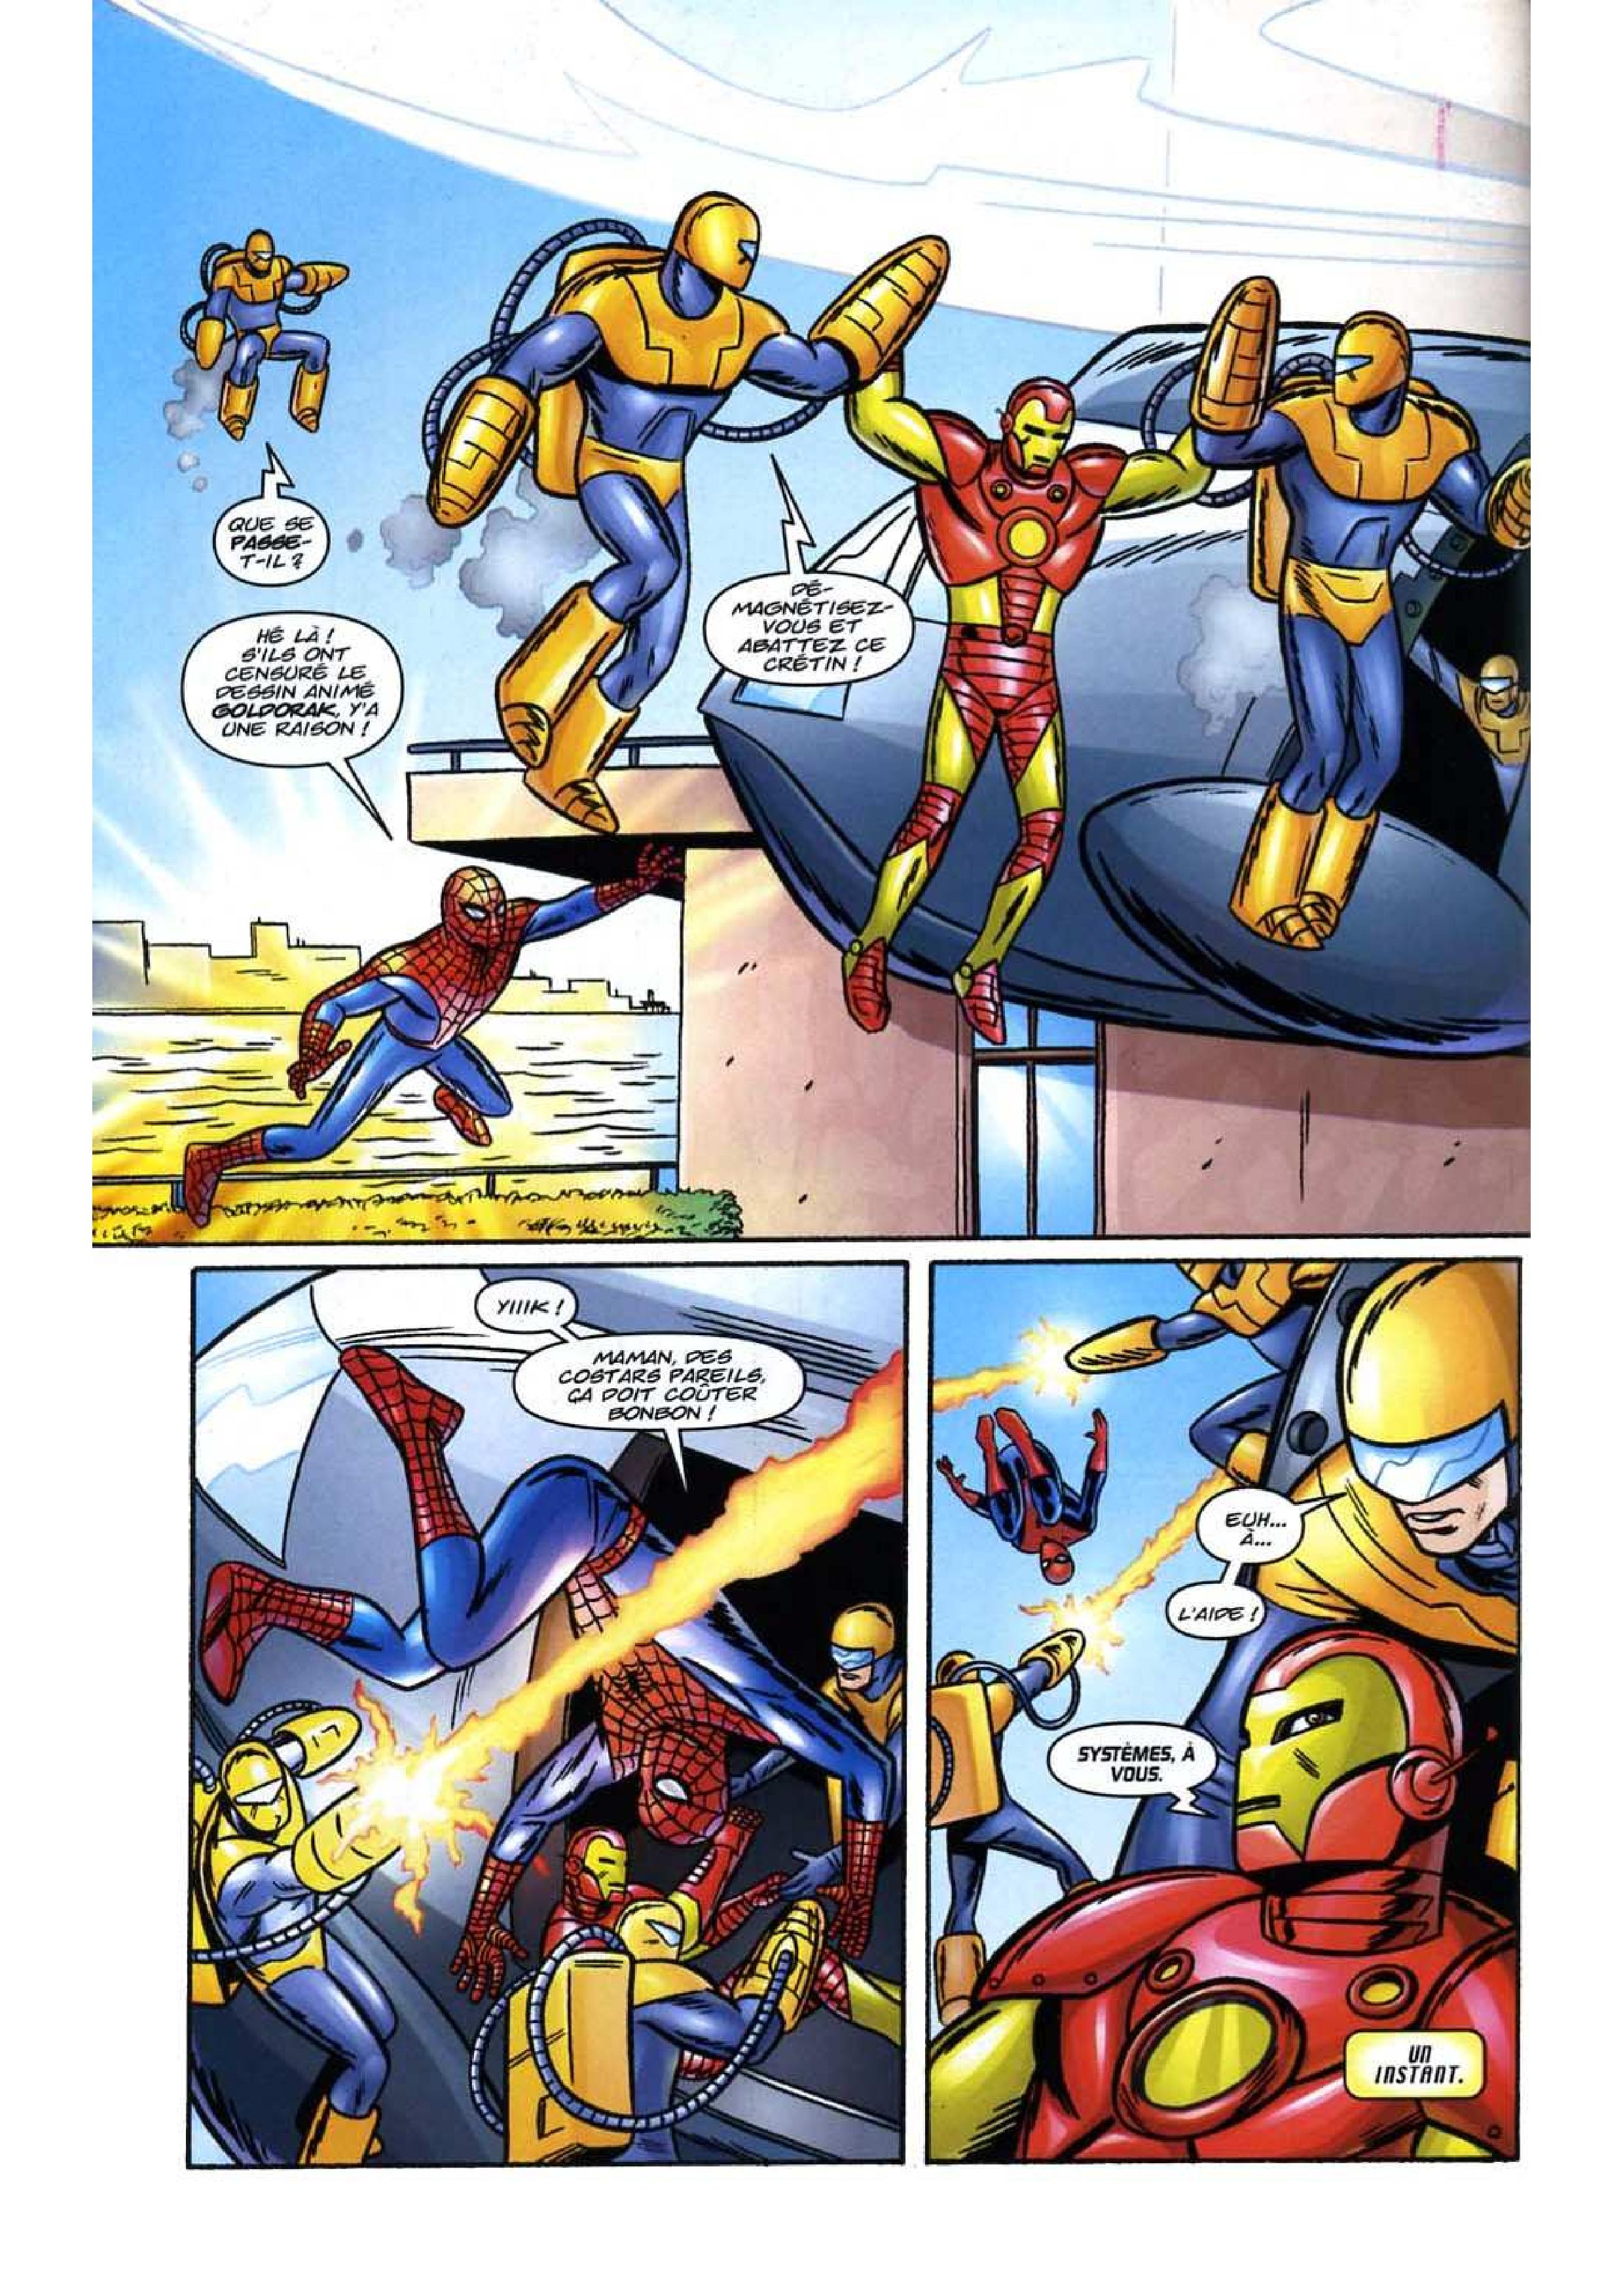 QUE SE
PASSE-
T-IL ?
HÉ LÀ !
S'ILS ONT
CENSURÉ LE
DESSIN ANIMÉ
GOLDORAK, Y'A
UNE RAISON !
DÉ-
MAGNÉTISEZ-
VOUS ET
ABATTEZ CE
CRÉTIN !
YIIIK !
MAMAN, DES
COSTARS PAREILS,
ÇA DOIT COÛTER
BONBON !
EUH...
À...
L'AIDE !
SYSTÈMES, À
VOUS.
UN
INSTANT.